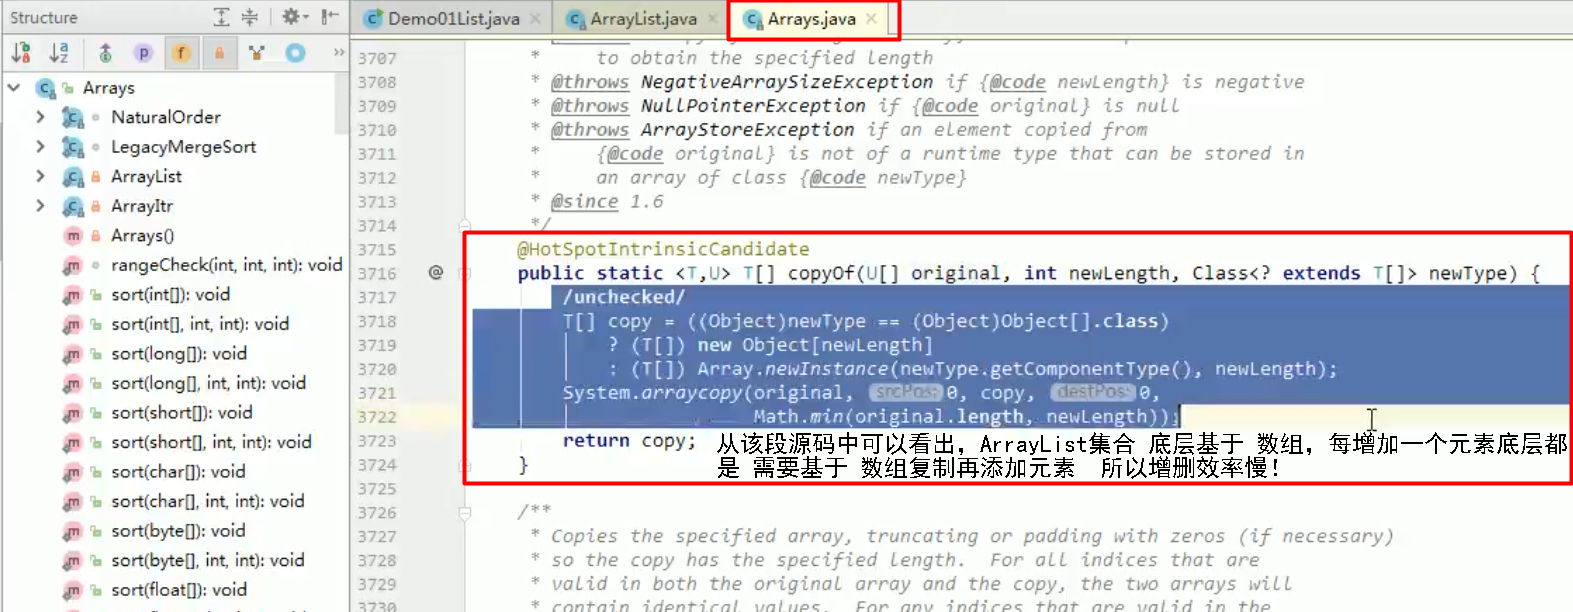 Structure
Demo01List.java
ArrayList.java
Arrays.java
Arrays
NaturalOrder
LegacyMergeSort
ArrayList
ArrayItr
Arrays()
rangeCheck(int, int, int): void
sort(int[]): void
sort(int[], int, int): void
sort(long[]): void
sort(long[], int, int): void
sort(short[]): void
sort(short[], int, int): void
sort(char[]): void
sort(char[], int, int): void
sort(byte[]): void
sort(byte[], int, int): void
sort(float[]): void
3707 * to obtain the specified length
3708 * @throws NegativeArraySizeException if {@code newLength} is negative
3709 * @throws NullPointerException if {@code original} is null
3710 * @throws ArrayStoreException if an element copied from
3711 * {@code original} is not of a runtime type that can be stored in
3712 * an array of class {@code newType}
3713 * @since 1.6
3714 */
3715 @HotSpotIntrinsicCandidate
3716 @ public static <T,U> T[] copyOf(U[] original, int newLength, Class<? extends T[]> newType) {
3717 /unchecked/
3718 T[] copy = ((Object)newType == (Object)Object[].class)
3719 ? (T[]) new Object[newLength]
3720 : (T[]) Array.newInstance(newType.getComponentType(), newLength);
3721 System.arraycopy(original, srcPos: 0, copy, destPos: 0,
3722 Math.min(original.length, newLength));
3723 return copy;
从该段源码中可以看出，ArrayList集合 底层基于 数组，每增加一个元素底层都
3724 }
是 需要基于 数组复制再添加元素 所以增删效率慢！
3725
3726 /**
3727 * Copies the specified array, truncating or padding with zeros (if necessary)
3728 * so the copy has the specified length. For all indices that are
3729 * valid in both the original array and the copy, the two arrays will
3730 * contain identical values. For any indices that are valid in the